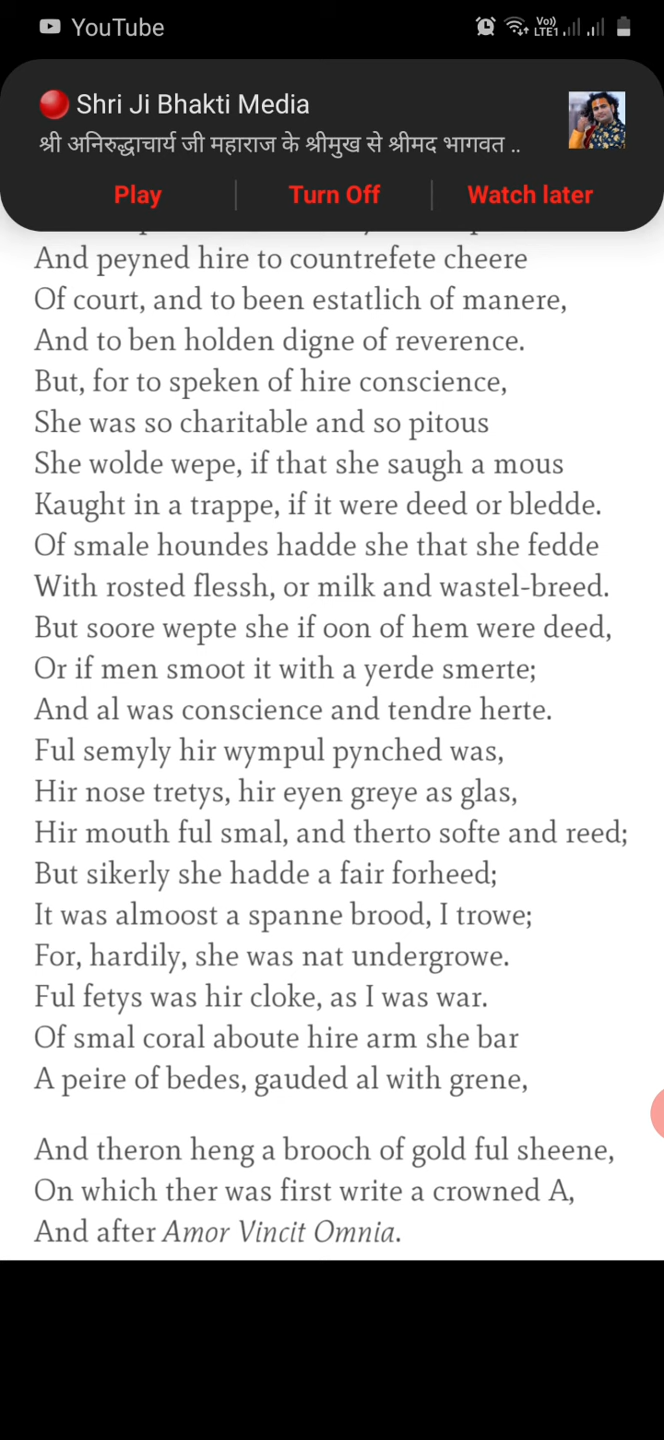 YouTube
Vo))
LTE1
Shri Ji Bhakti Media
श्री अनिरुद्धाचार्य जी महाराज के श्रीमुख से श्रीमद भागवत ..
Play
Turn Off
Watch later
And peyned hire to countrefete cheere
Of court, and to been estatlich of manere,
And to ben holden digne of reverence.
But, for to speken of hire conscience,
She was so charitable and so pitous
She wolde wepe, if that she saugh a mous
Kaught in a trappe, if it were deed or bledde.
Of smale houndes hadde she that she fedde
With rosted flessh, or milk and wastel-breed.
But soore wepte she if oon of hem were deed,
Or if men smoot it with a yerde smerte;
And al was conscience and tendre herte.
Ful semyly hir wympul pynched was,
Hir nose tretys, hir eyen greye as glas,
Hir mouth ful smal, and therto softe and reed;
But sikerly she hadde a fair forheed;
It was almoost a spanne brood, I trowe;
For, hardily, she was nat undergrowe.
Ful fetys was hir cloke, as I was war.
Of smal coral aboute hire arm she bar
A peire of bedes, gauded al with grene,
And theron heng a brooch of gold ful sheene,
On which ther was first write a crowned A,
And after Amor Vincit Omnia.